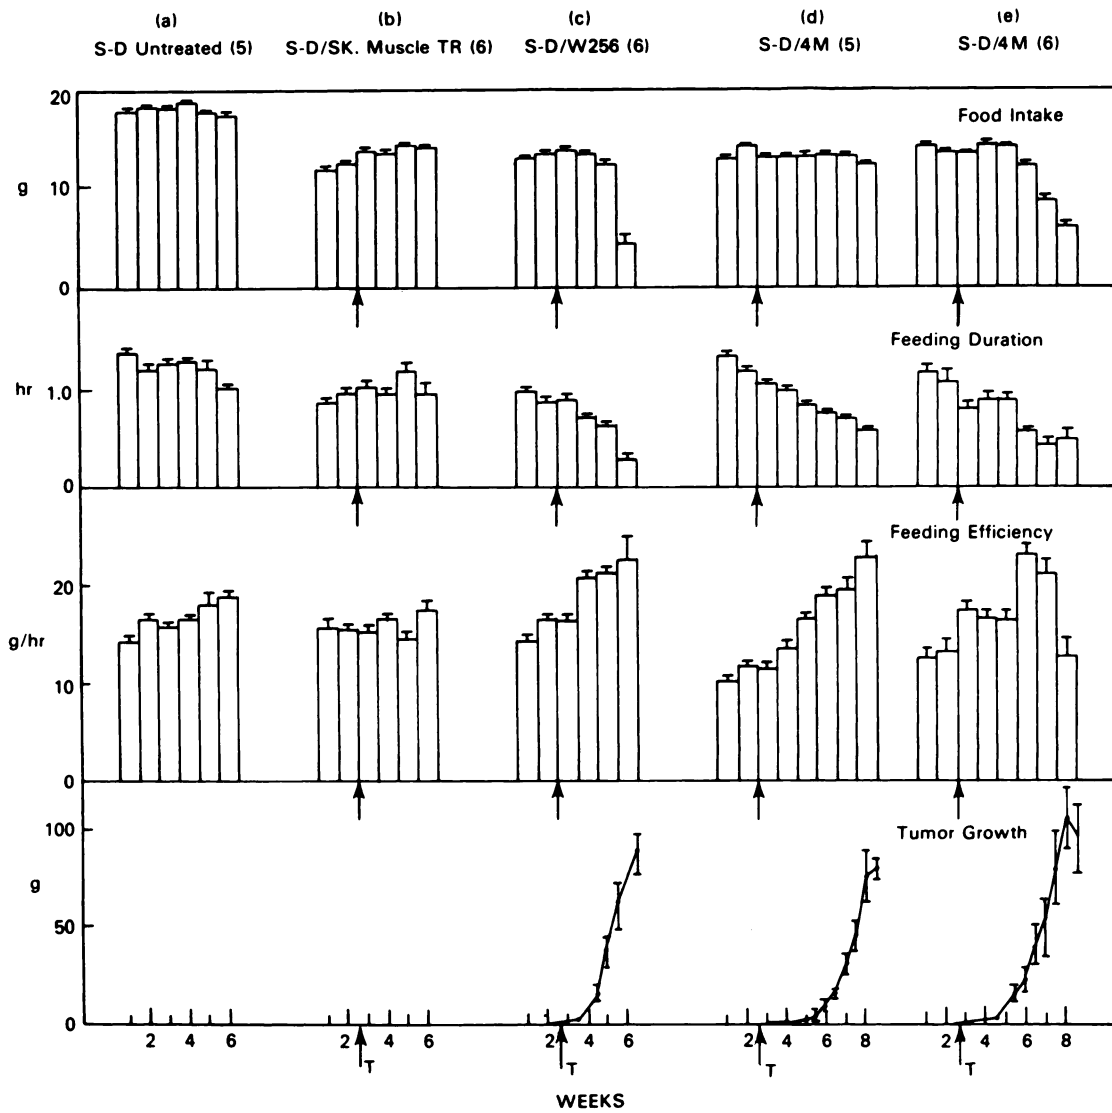 (a) (b) (c) (d) (e)
S-D Untreated (5) S-D/SK. Muscle TR (6) S-D/W256 (6) S-D/4M (5) S-D/4M (6)
20
Food Intake
g
10
0
Feeding Duration
hr
1.0
0
Feeding Efficiency
20
g/hr
10
0
100
Tumor Growth
g
50
0
2 4 6 2 4 6 2 4 6 2 4 6 8 2 4 6 8
T T T T
WEEKS